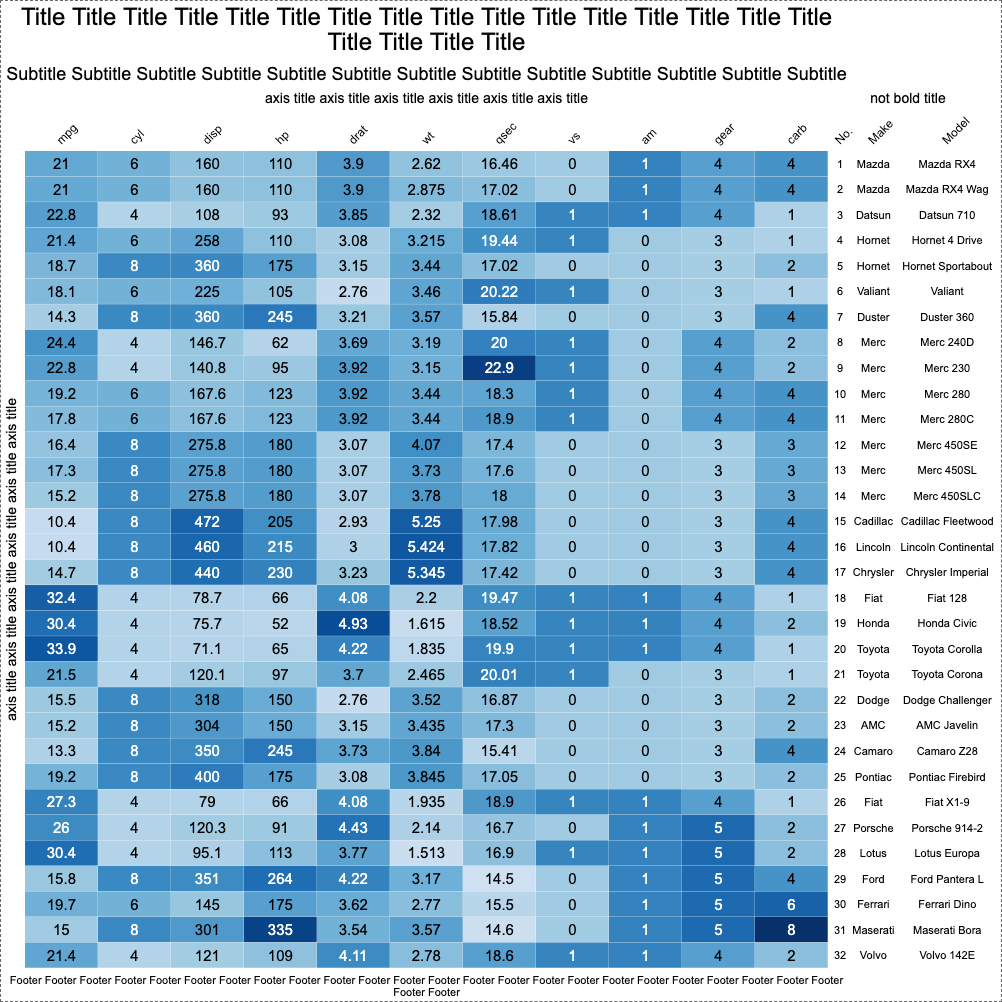 Title Title Title Title Title Title Title Title Title Title Title Title Title Title Title Title
Title Title Title Title
Subtitle Subtitle Subtitle Subtitle Subtitle Subtitle Subtitle Subtitle Subtitle Subtitle Subtitle Subtitle Subtitle
axis title axis title axis title axis title axis title axis title
not bold title
mpg cyl disp hp drat wt qsec vs am gear carb No. Make Model
21 6 160 110 3.9 2.62 16.46 0 1 4 4 1 Mazda Mazda RX4
21 6 160 110 3.9 2.875 17.02 0 1 4 4 2 Mazda Mazda RX4 Wag
22.8 4 108 93 3.85 2.32 18.61 1 1 4 1 3 Datsun Datsun 710
21.4 6 258 110 3.08 3.215 19.44 1 0 3 1 4 Hornet Hornet 4 Drive
18.7 8 360 175 3.15 3.44 17.02 0 0 3 2 5 Hornet Hornet Sportabout
18.1 6 225 105 2.76 3.46 20.22 1 0 3 1 6 Valiant Valiant
14.3 8 360 245 3.21 3.57 15.84 0 0 3 4 7 Duster Duster 360
24.4 4 146.7 62 3.69 3.19 20 1 0 4 2 8 Merc Merc 240D
22.8 4 140.8 95 3.92 3.15 22.9 1 0 4 2 9 Merc Merc 230
19.2 6 167.6 123 3.92 3.44 18.3 1 0 4 4 10 Merc Merc 280
17.8 6 167.6 123 3.92 3.44 18.9 1 0 4 4 11 Merc Merc 280C
16.4 8 275.8 180 3.07 4.07 17.4 0 0 3 3 12 Merc Merc 450SE
17.3 8 275.8 180 3.07 3.73 17.6 0 0 3 3 13 Merc Merc 450SL
15.2 8 275.8 180 3.07 3.78 18 0 0 3 3 14 Merc Merc 450SLC
10.4 8 472 205 2.93 5.25 17.98 0 0 3 4 15 Cadillac Cadillac Fleetwood
10.4 8 460 215 3 5.424 17.82 0 0 3 4 16 Lincoln Lincoln Continental
14.7 8 440 230 3.23 5.345 17.42 0 0 3 4 17 Chrysler Chrysler Imperial
32.4 4 78.7 66 4.08 2.2 19.47 1 1 4 1 18 Fiat Fiat 128
30.4 4 75.7 52 4.93 1.615 18.52 1 1 4 2 19 Honda Honda Civic
33.9 4 71.1 65 4.22 1.835 19.9 1 1 4 1 20 Toyota Toyota Corolla
21.5 4 120.1 97 3.7 2.465 20.01 1 0 3 1 21 Toyota Toyota Corona
15.5 8 318 150 2.76 3.52 16.87 0 0 3 2 22 Dodge Dodge Challenger
15.2 8 304 150 3.15 3.435 17.3 0 0 3 2 23 AMC AMC Javelin
13.3 8 350 245 3.73 3.84 15.41 0 0 3 4 24 Camaro Camaro Z28
19.2 8 400 175 3.08 3.845 17.05 0 0 3 2 25 Pontiac Pontiac Firebird
27.3 4 79 66 4.08 1.935 18.9 1 1 4 1 26 Fiat Fiat X1-9
26 4 120.3 91 4.43 2.14 16.7 0 1 5 2 27 Porsche Porsche 914-2
30.4 4 95.1 113 3.77 1.513 16.9 1 1 5 2 28 Lotus Lotus Europa
15.8 8 351 264 4.22 3.17 14.5 0 1 5 4 29 Ford Ford Pantera L
19.7 6 145 175 3.62 2.77 15.5 0 1 5 6 30 Ferrari Ferrari Dino
15 8 301 335 3.54 3.57 14.6 0 1 5 8 31 Maserati Maserati Bora
21.4 4 121 109 4.11 2.78 18.6 1 1 4 2 32 Volvo Volvo 142E
axis title axis title axis title axis title axis title axis title
Footer Footer Footer Footer Footer Footer Footer Footer Footer Footer Footer Footer Footer Footer Footer Footer Footer Footer Footer Footer Footer Footer Footer Footer
Footer Footer